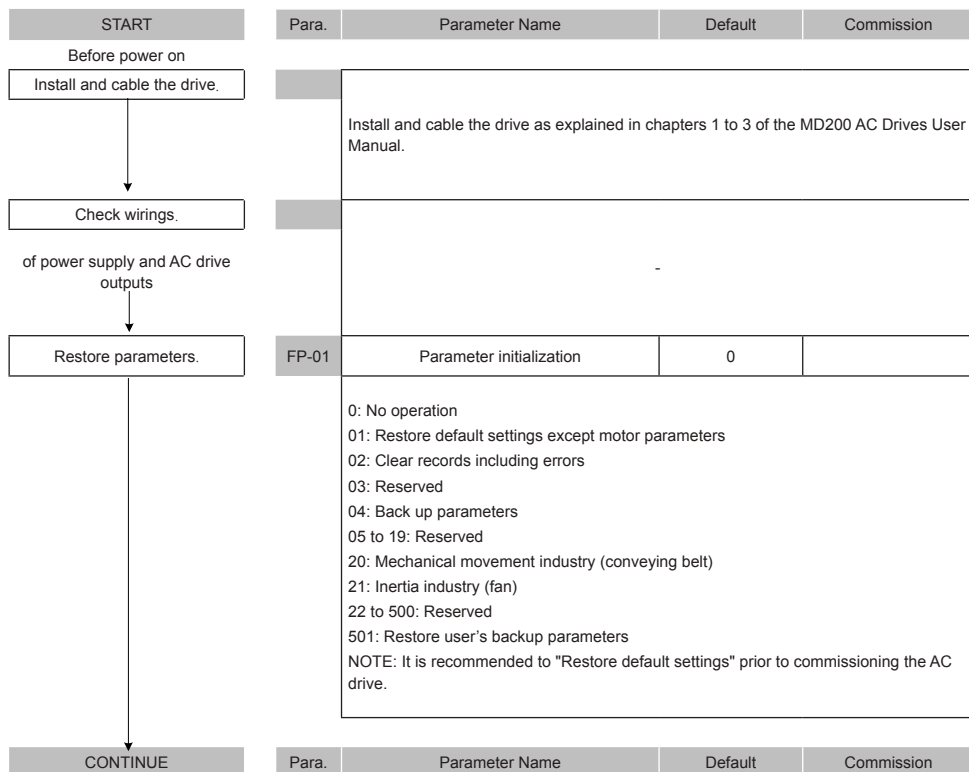 START Para. Parameter Name Default Commission
Before power on
Install and cable the drive.
Install and cable the drive as explained in chapters 1 to 3 of the MD200 AC Drives User
Manual.
Check wirings.
of power supply and AC drive
outputs
-
Restore parameters. FP-01 Parameter initialization 0
0: No operation
01: Restore default settings except motor parameters
02: Clear records including errors
03: Reserved
04: Back up parameters
05 to 19: Reserved
20: Mechanical movement industry (conveying belt)
21: Inertia industry (fan)
22 to 500: Reserved
501: Restore user’s backup parameters
NOTE: It is recommended to "Restore default settings" prior to commissioning the AC
drive.
CONTINUE Para. Parameter Name Default Commission